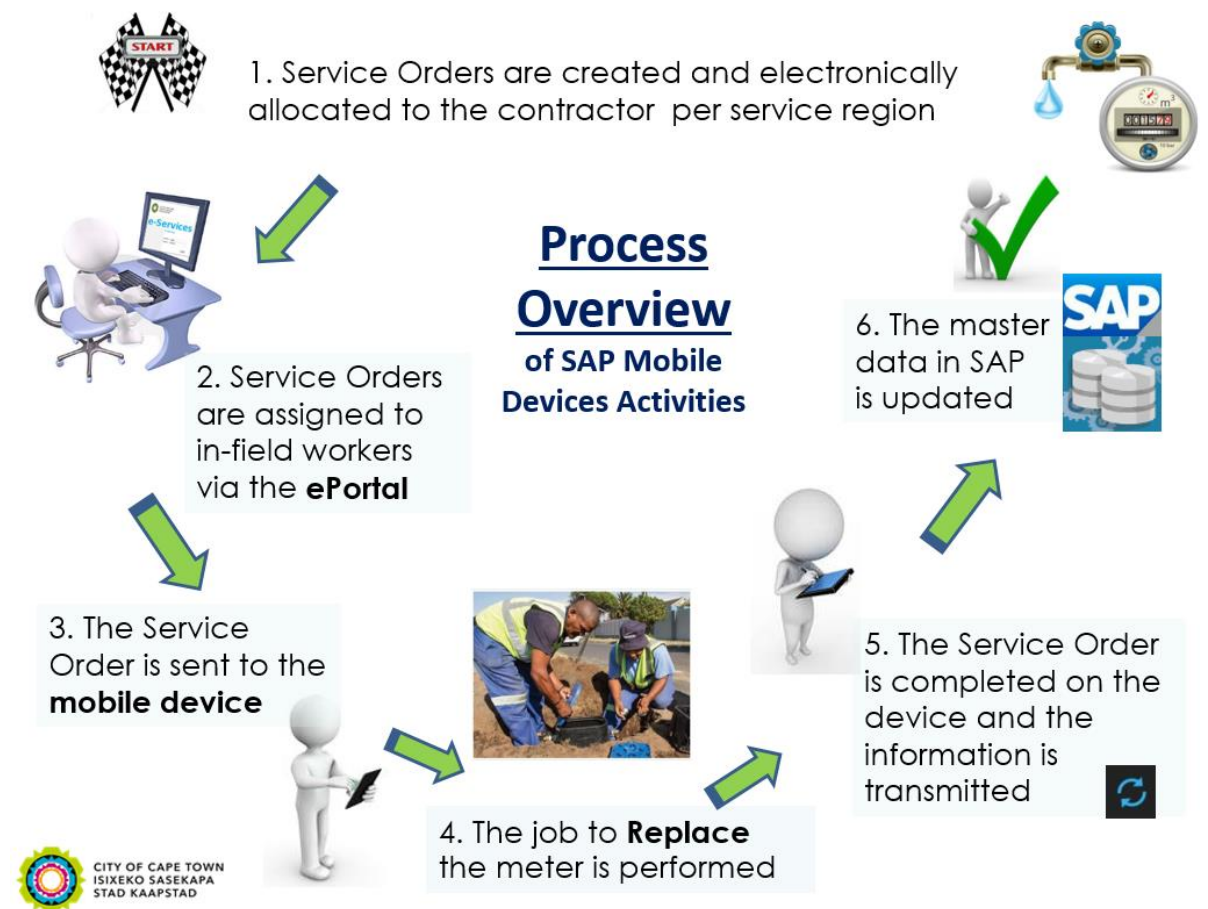 START
1. Service Orders are created and electronically
allocated to the contractor per service region
m³
e-Services
Process
Overview
of SAP Mobile
Devices Activities
2. Service Orders
are assigned to
in-field workers
via the ePortal
3. The Service
Order is sent to the
mobile device
4. The job to Replace
the meter is performed
5. The Service Order
is completed on the
device and the
information is
transmitted
6. The master
data in SAP
is updated
SAP
CITY OF CAPE TOWN
ISIXEKO SASEKAPA
STAD KAAPSTAD